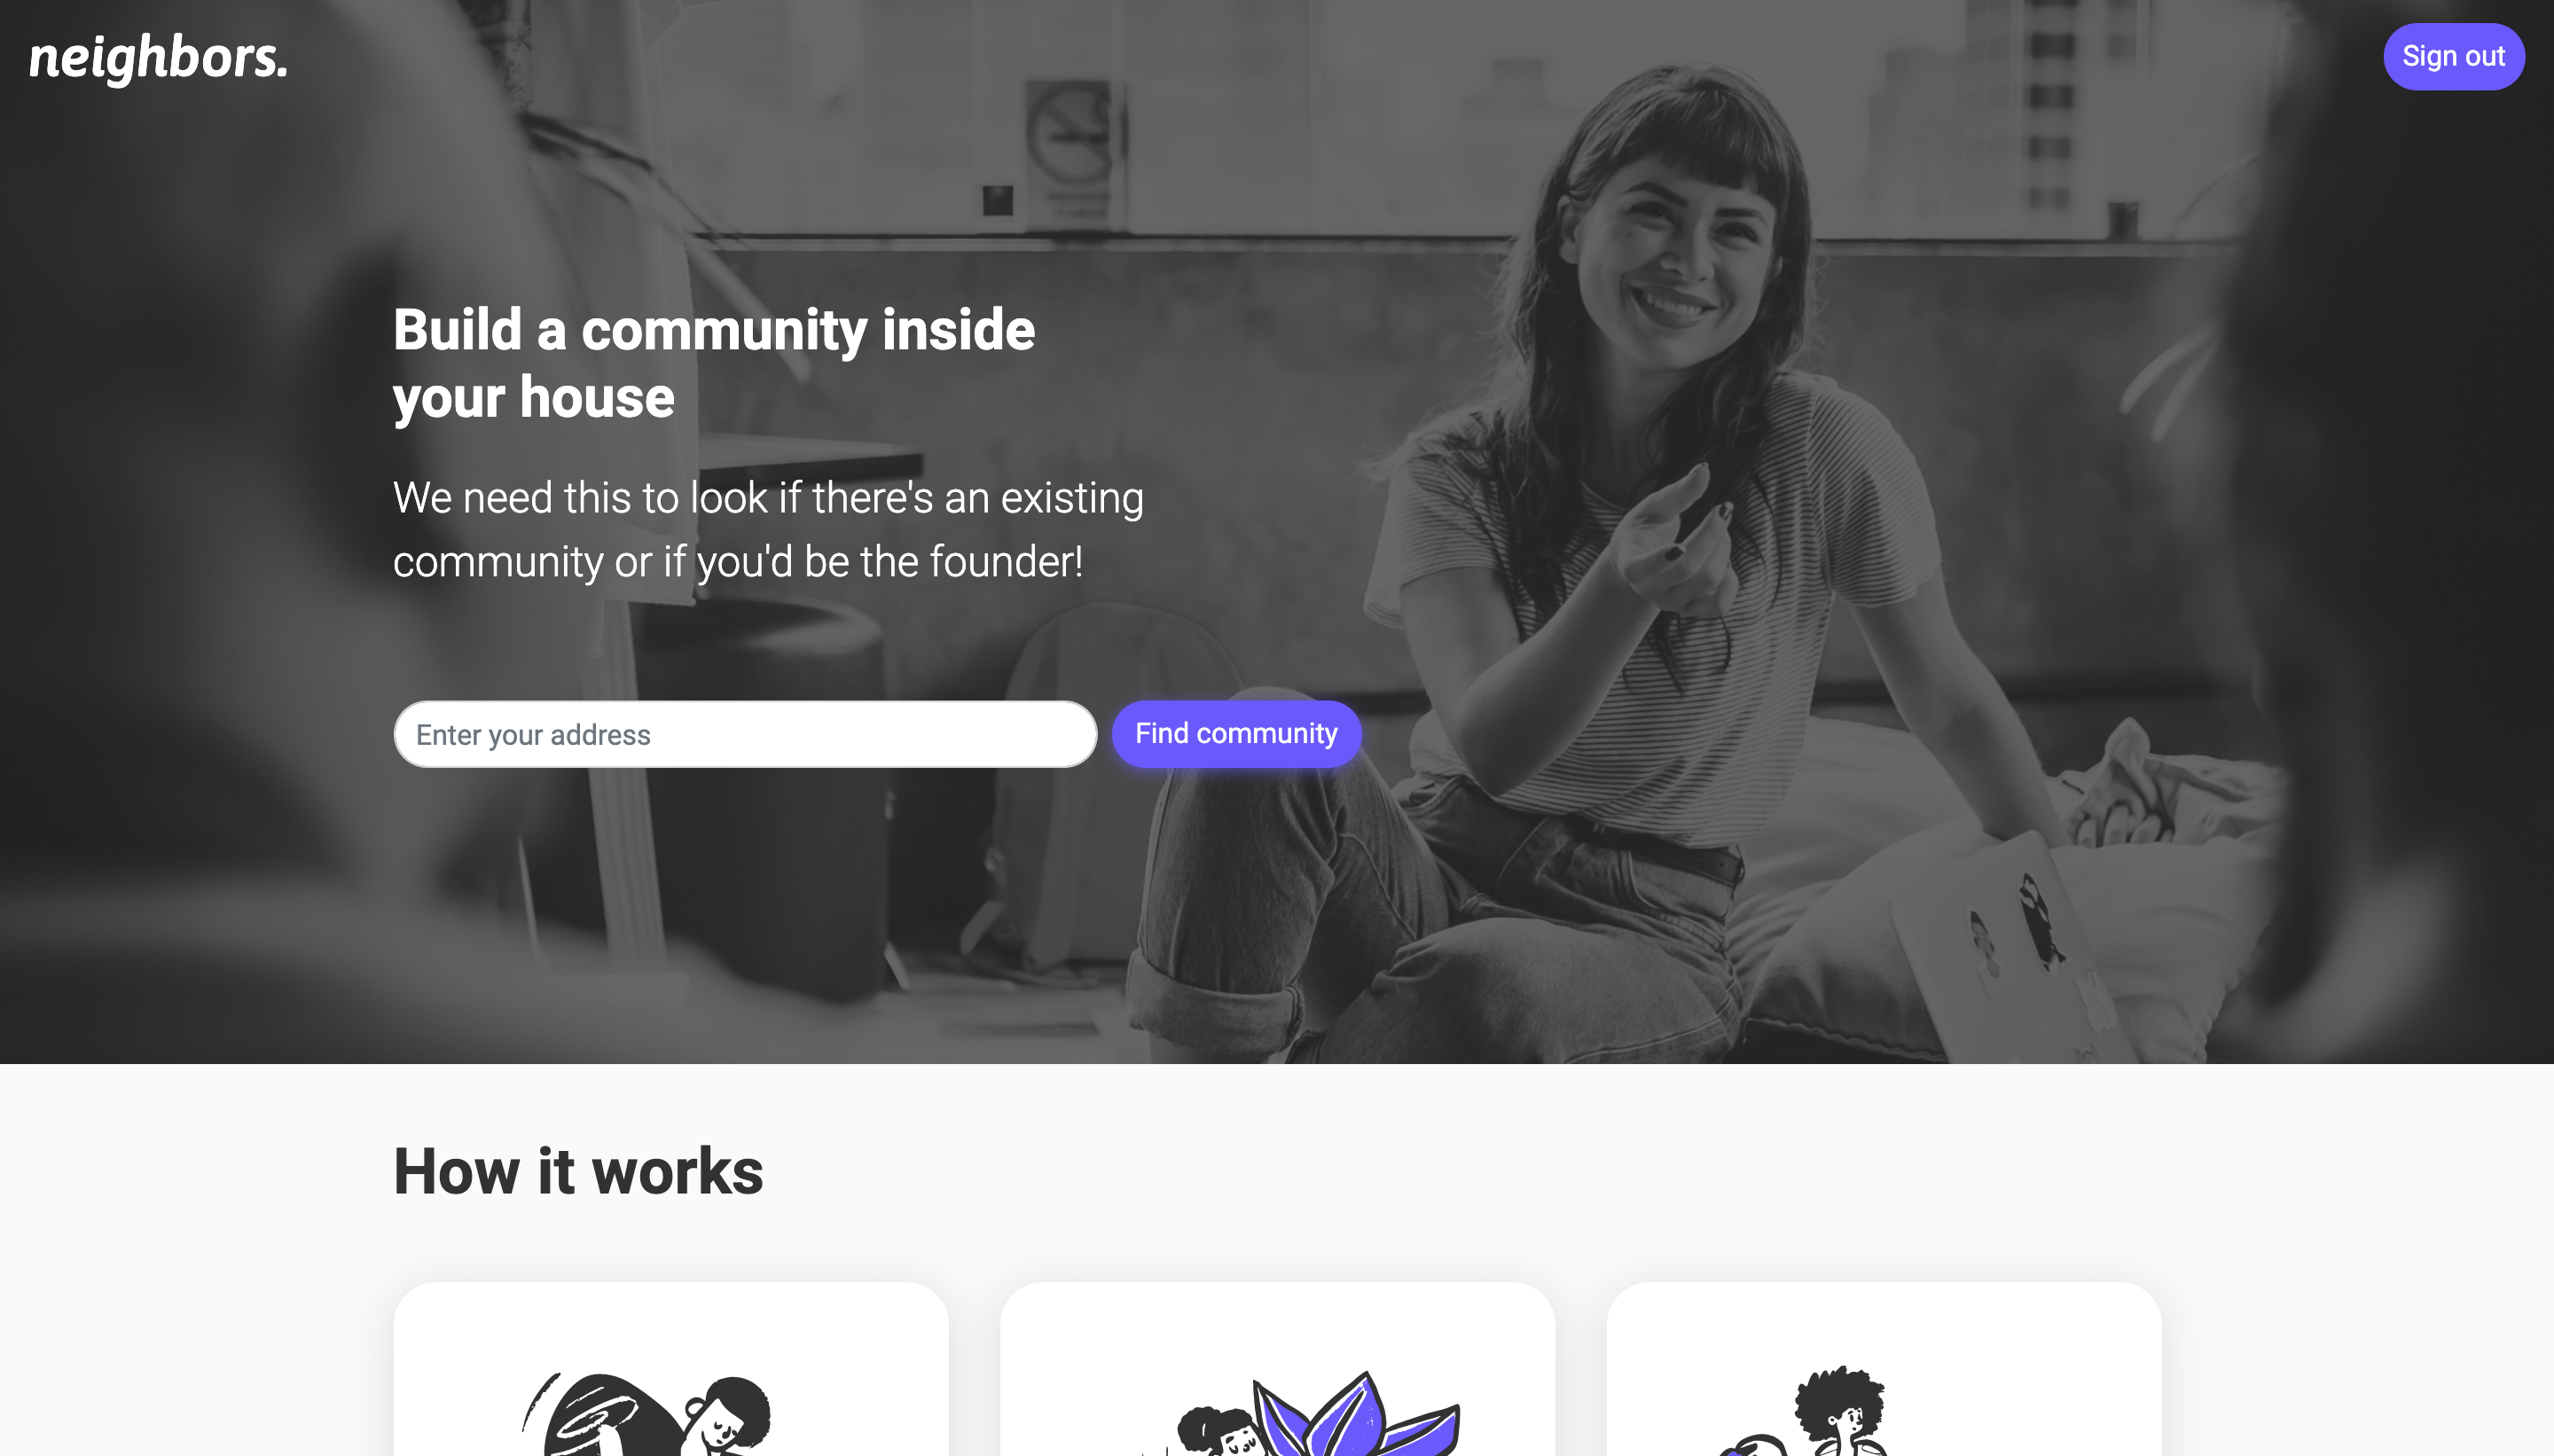 neighbors.
Sign out
Build a community inside
your house
We need this to look if there's an existing
community or if you'd be the founder!
Enter your address
Find community
How it works